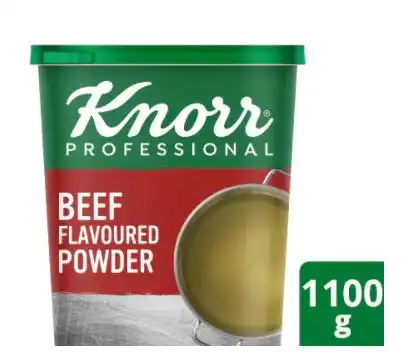 Knorr®
PROFESSIONAL
BEEF
FLAVOURED
POWDER
1100
g